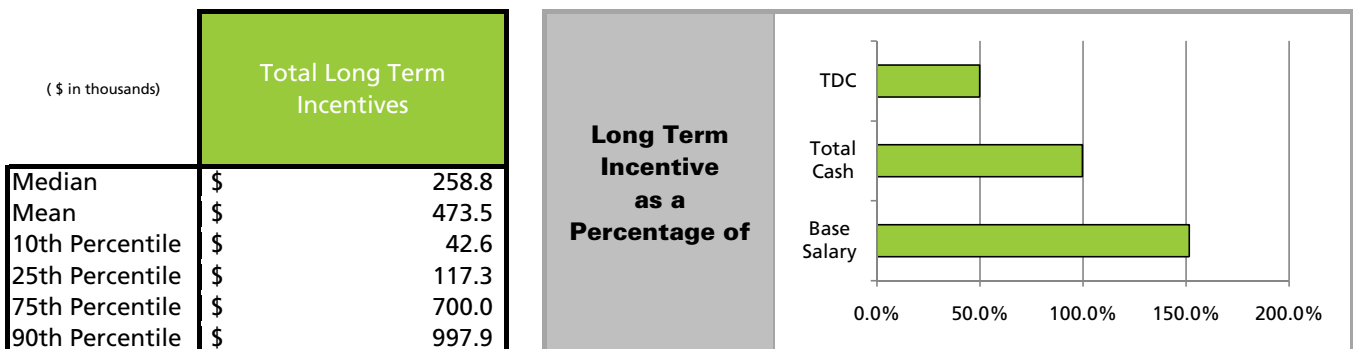 ( $ in thousands)
Total Long Term
Incentives
Median $ 258.8
Mean $ 473.5
10th Percentile $ 42.6
25th Percentile $ 117.3
75th Percentile $ 700.0
90th Percentile $ 997.9
Long Term
Incentive
as a
Percentage of
TDC
Total
Cash
Base
Salary
0.0% 50.0% 100.0% 150.0% 200.0%